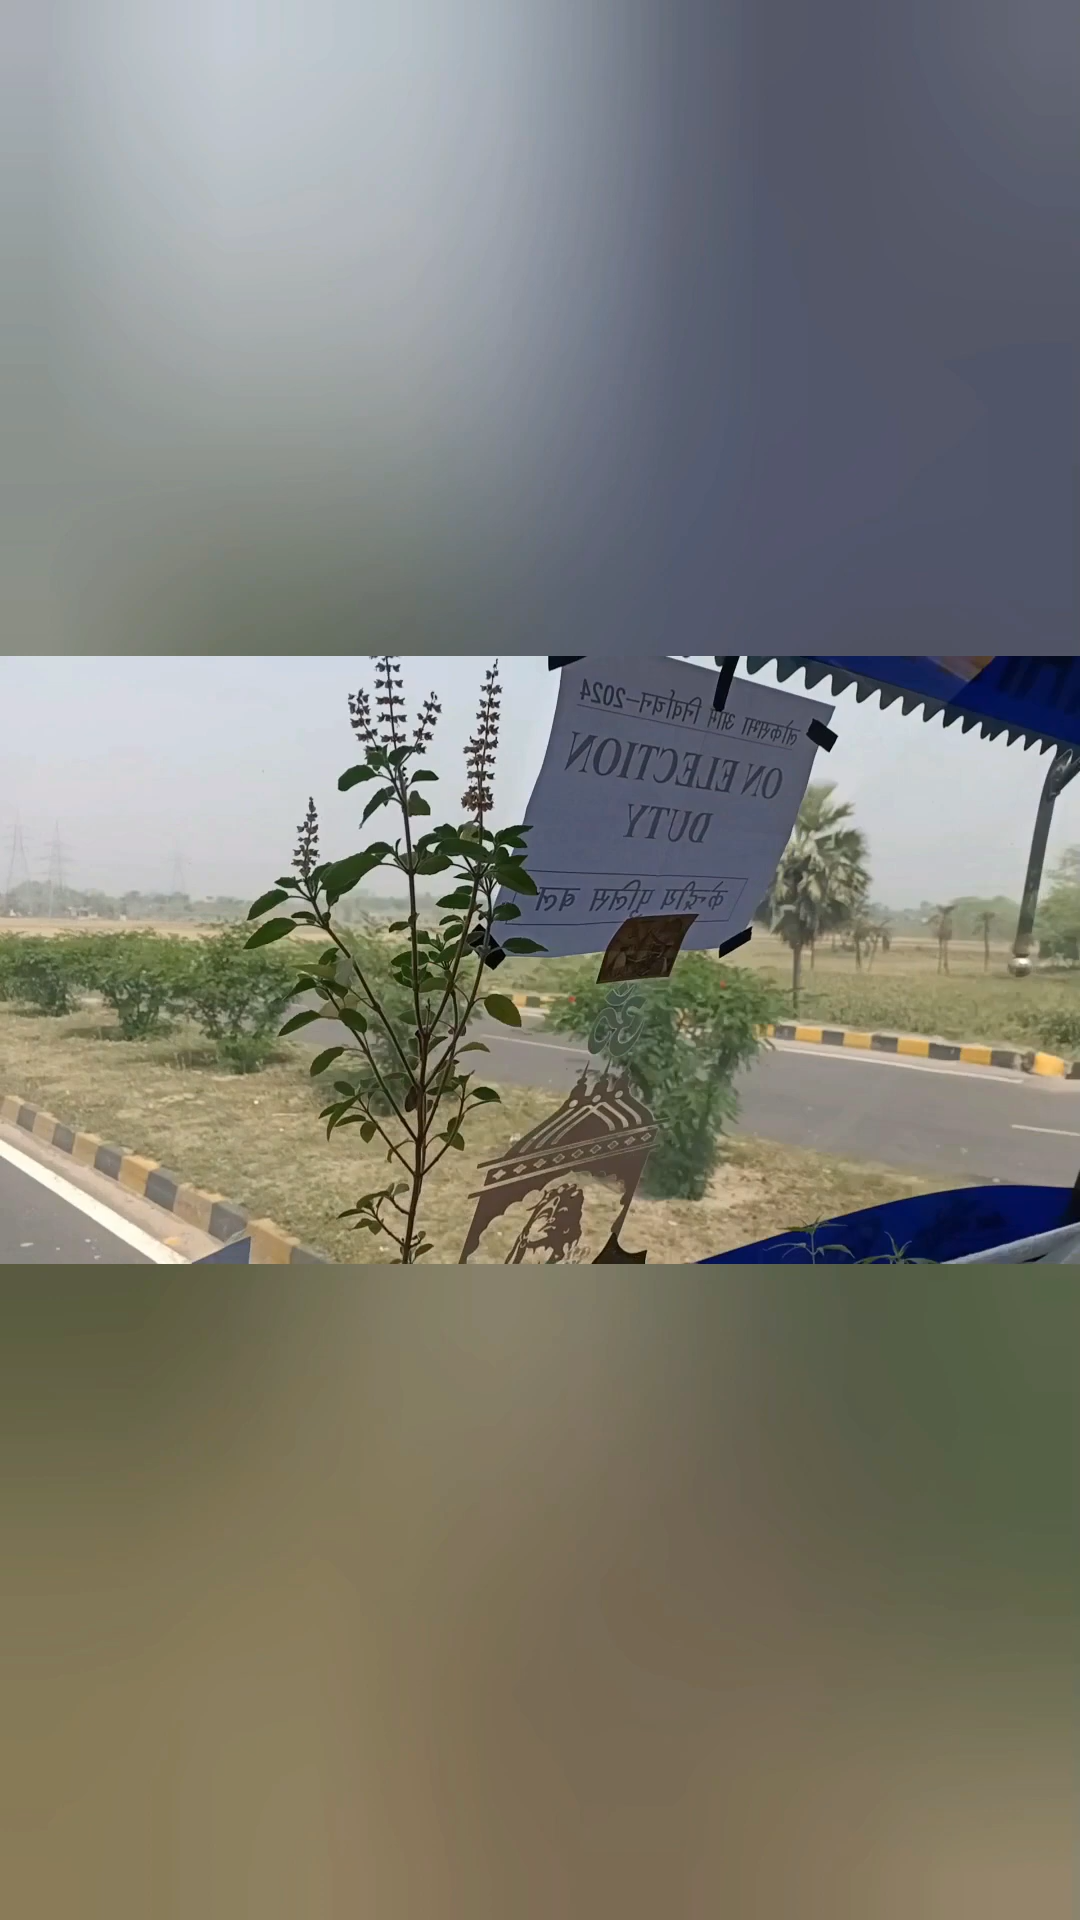 लोकसभा आम निर्वाचन-2024
ON ELECTION
DUTY
केन्द्रीय पुलिस बल
ॐ